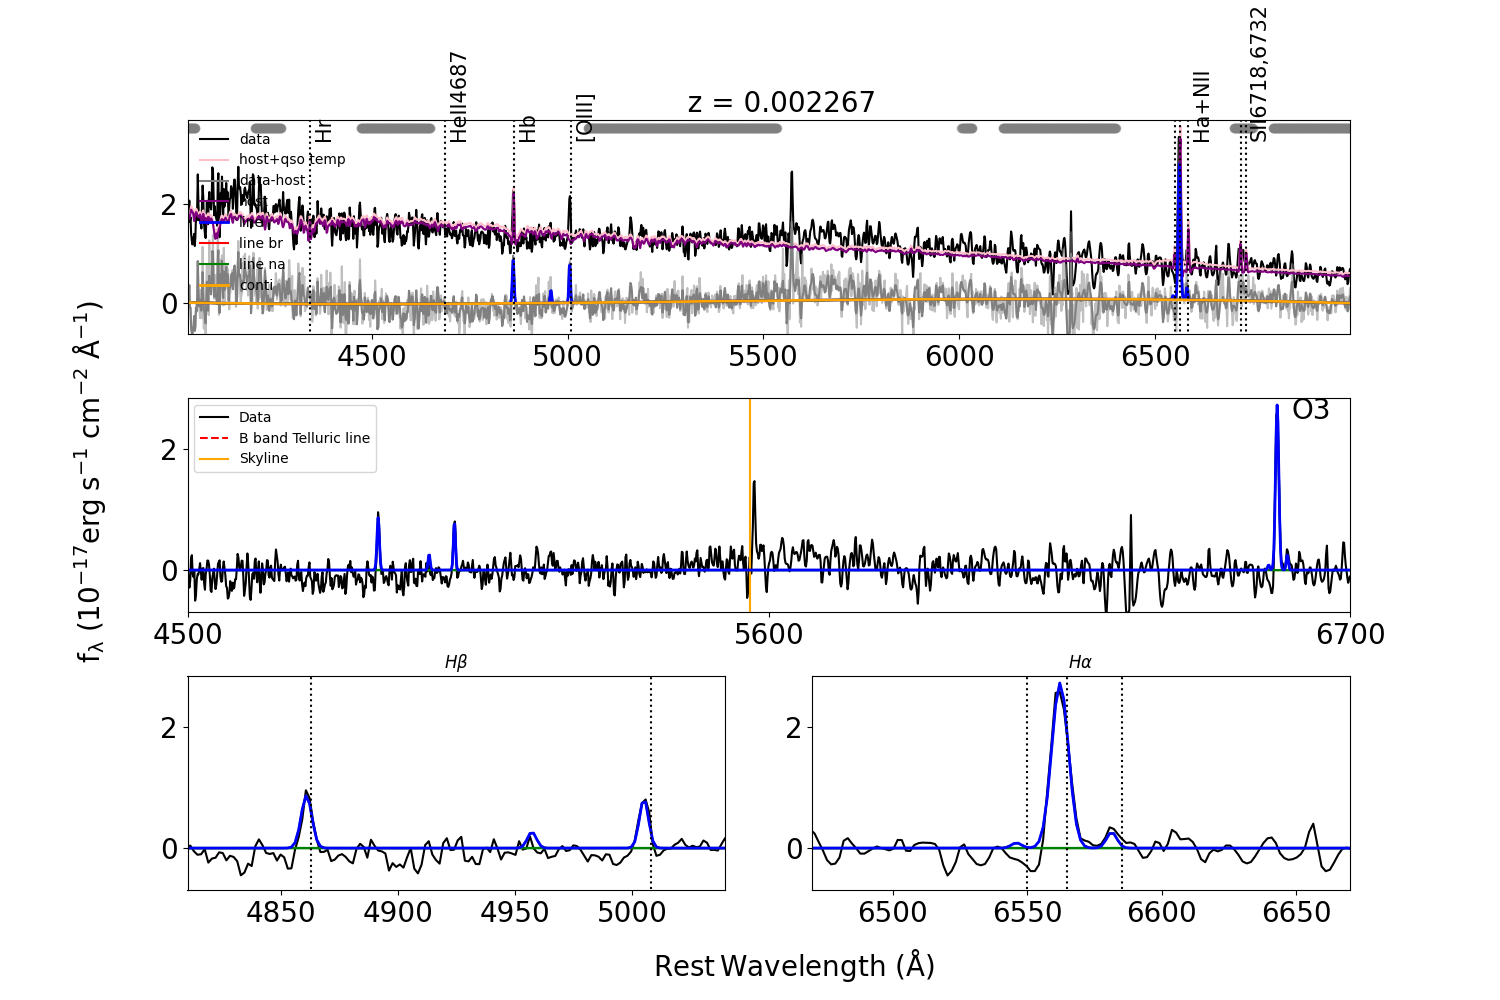 z = 0.002267
Hr
HeII4687
Hb
[OIII]
Ha+NII
SII6718,6732
data
host+qso temp
data-host
host
line
line br
line na
conti
2
0
4500 5000 5500 6000 6500
f_λ (10⁻¹⁷erg s⁻¹ cm⁻² Å⁻¹)
Data
B band Telluric line
Skyline
O3
2
0
4500 5600 6700
Hβ
2
0
4850 4900 4950 5000
Hα
2
0
6500 6550 6600 6650
Rest Wavelength (Å)